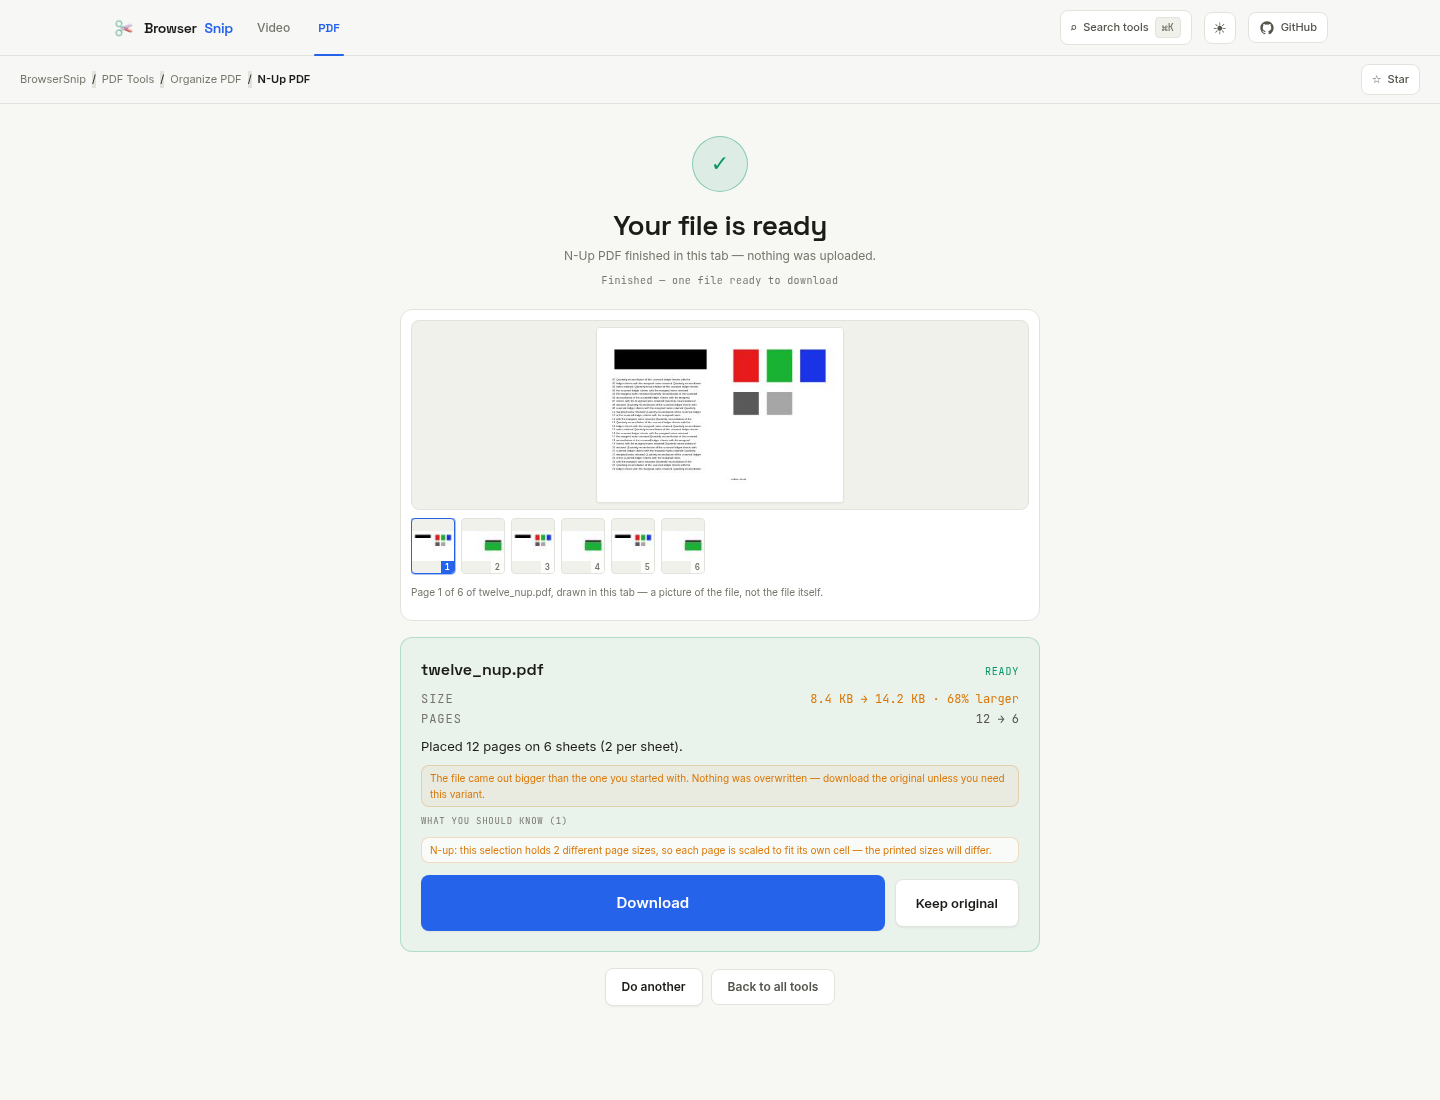 Browser Snip
Video
PDF
Search tools
⌘K
GitHub
BrowserSnip / PDF Tools / Organize PDF / N-Up PDF
☆ Star
✓
Your file is ready
N-Up PDF finished in this tab — nothing was uploaded.
Finished — one file ready to download
1
2
3
4
5
6
Page 1 of 6 of twelve_nup.pdf, drawn in this tab — a picture of the file, not the file itself.
twelve_nup.pdf
READY
SIZE
8.4 KB → 14.2 KB · 68% larger
PAGES
12 → 6
Placed 12 pages on 6 sheets (2 per sheet).
The file came out bigger than the one you started with. Nothing was overwritten — download the original unless you need
this variant.
WHAT YOU SHOULD KNOW (1)
N-up: this selection holds 2 different page sizes, so each page is scaled to fit its own cell — the printed sizes will differ.
Download
Keep original
Do another
Back to all tools